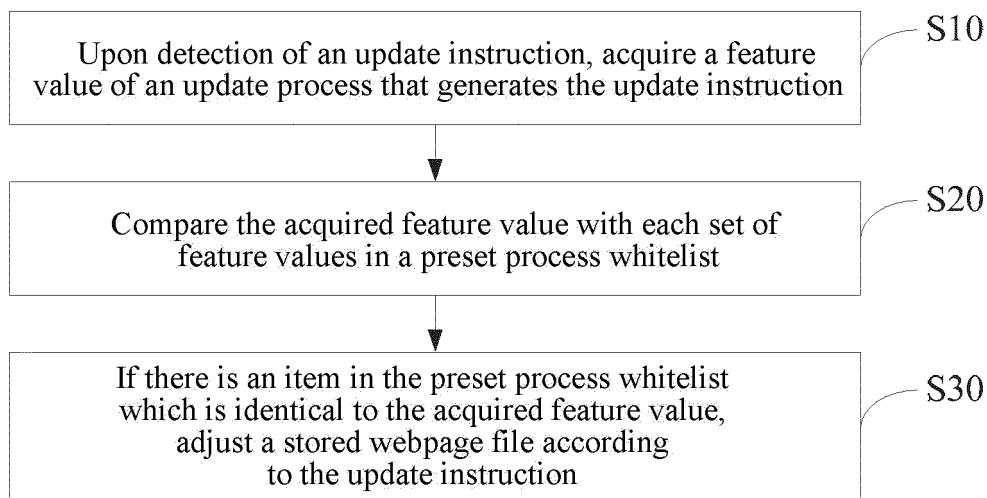 Upon detection of an update instruction, acquire a feature
value of an update process that generates the update instruction
S10
Compare the acquired feature value with each set of
feature values in a preset process whitelist
S20
If there is an item in the preset process whitelist
which is identical to the acquired feature value,
adjust a stored webpage file according
to the update instruction
S30